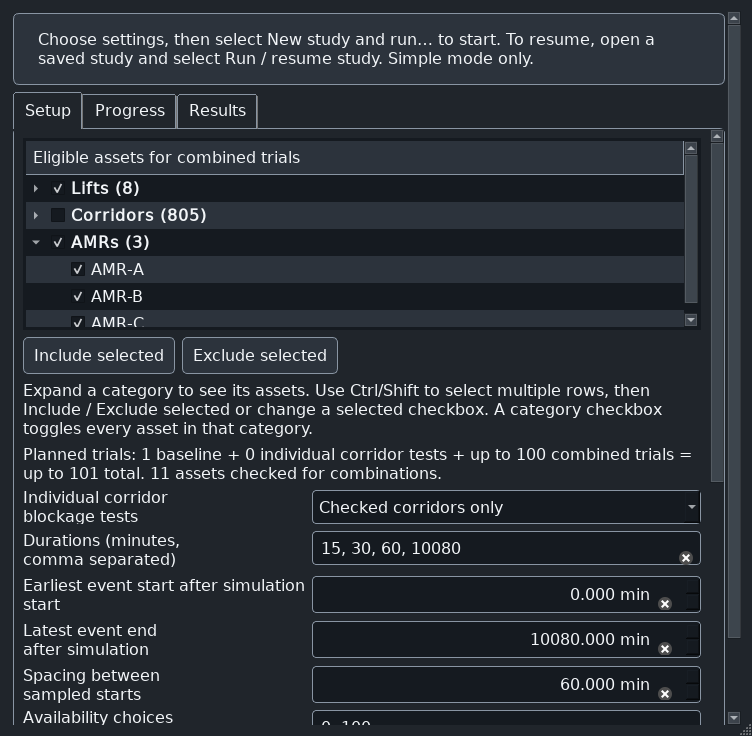 Choose settings, then select New study and run... to start. To resume, open a
saved study and select Run / resume study. Simple mode only.
Setup
Progress
Results
Eligible assets for combined trials
Lifts (8)
Corridors (805)
AMRs (3)
AMR-A
AMR-B
AMR-C
Include selected
Exclude selected
Expand a category to see its assets. Use Ctrl/Shift to select multiple rows, then
Include / Exclude selected or change a selected checkbox. A category checkbox
toggles every asset in that category.
Planned trials: 1 baseline + 0 individual corridor tests + up to 100 combined trials =
up to 101 total. 11 assets checked for combinations.
Individual corridor
blockage tests
Checked corridors only
Durations (minutes,
comma separated)
15, 30, 60, 10080
Earliest event start after simulation
start
0.000 min
Latest event end
after simulation
10080.000 min
Spacing between
sampled starts
60.000 min
Availability choices
0, 100